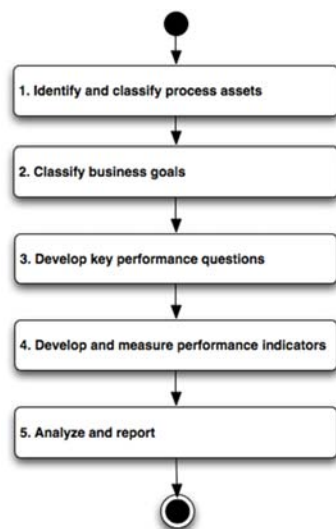 1. Identify and classify process assets
2. Classify business goals
3. Develop key performance questions
4. Develop and measure performance indicators
5. Analyze and report